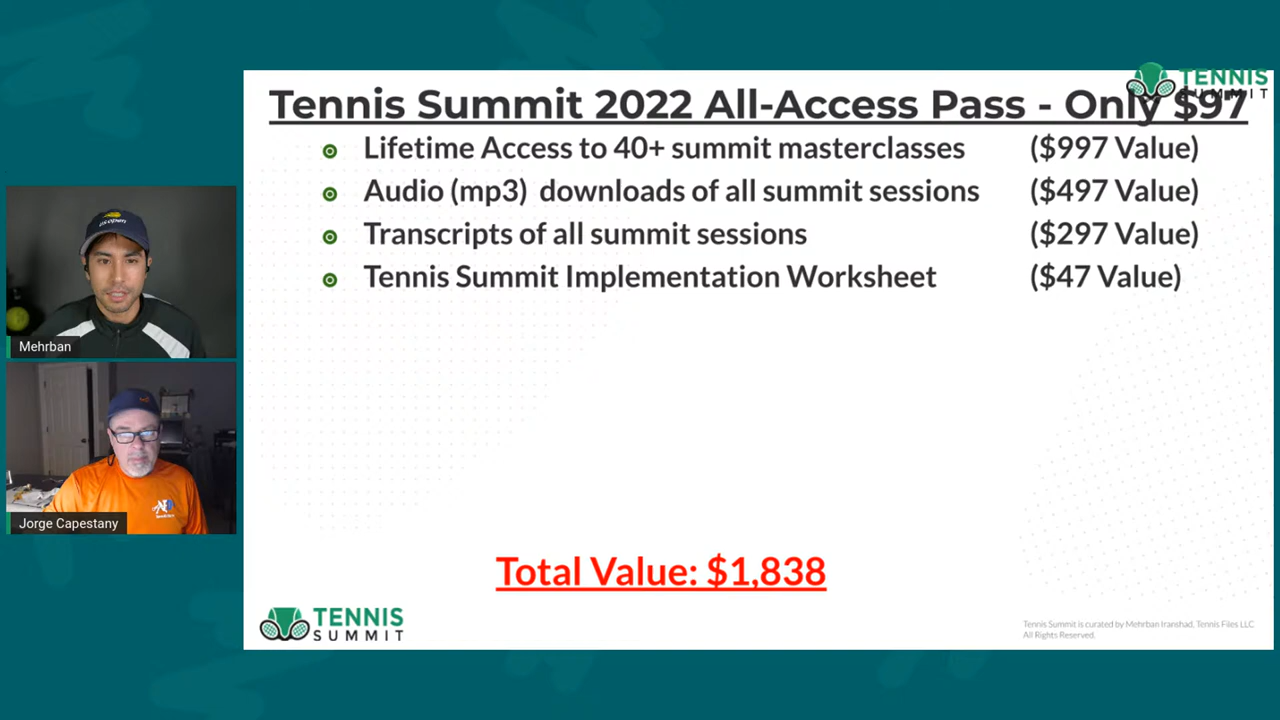 Tennis Summit 2022 All-Access Pass - Only $97
TENNIS
SUMMIT
Lifetime Access to 40+ summit masterclasses ($997 Value)
Audio (mp3) downloads of all summit sessions ($497 Value)
Transcripts of all summit sessions ($297 Value)
Tennis Summit Implementation Worksheet ($47 Value)
US Open
Mehrban
Jorge Capestany
Total Value: $1,838
TENNIS
SUMMIT
Tennis Summit is curated by Mehrban Iranshad, Tennis Files LLC
All Rights Reserved.